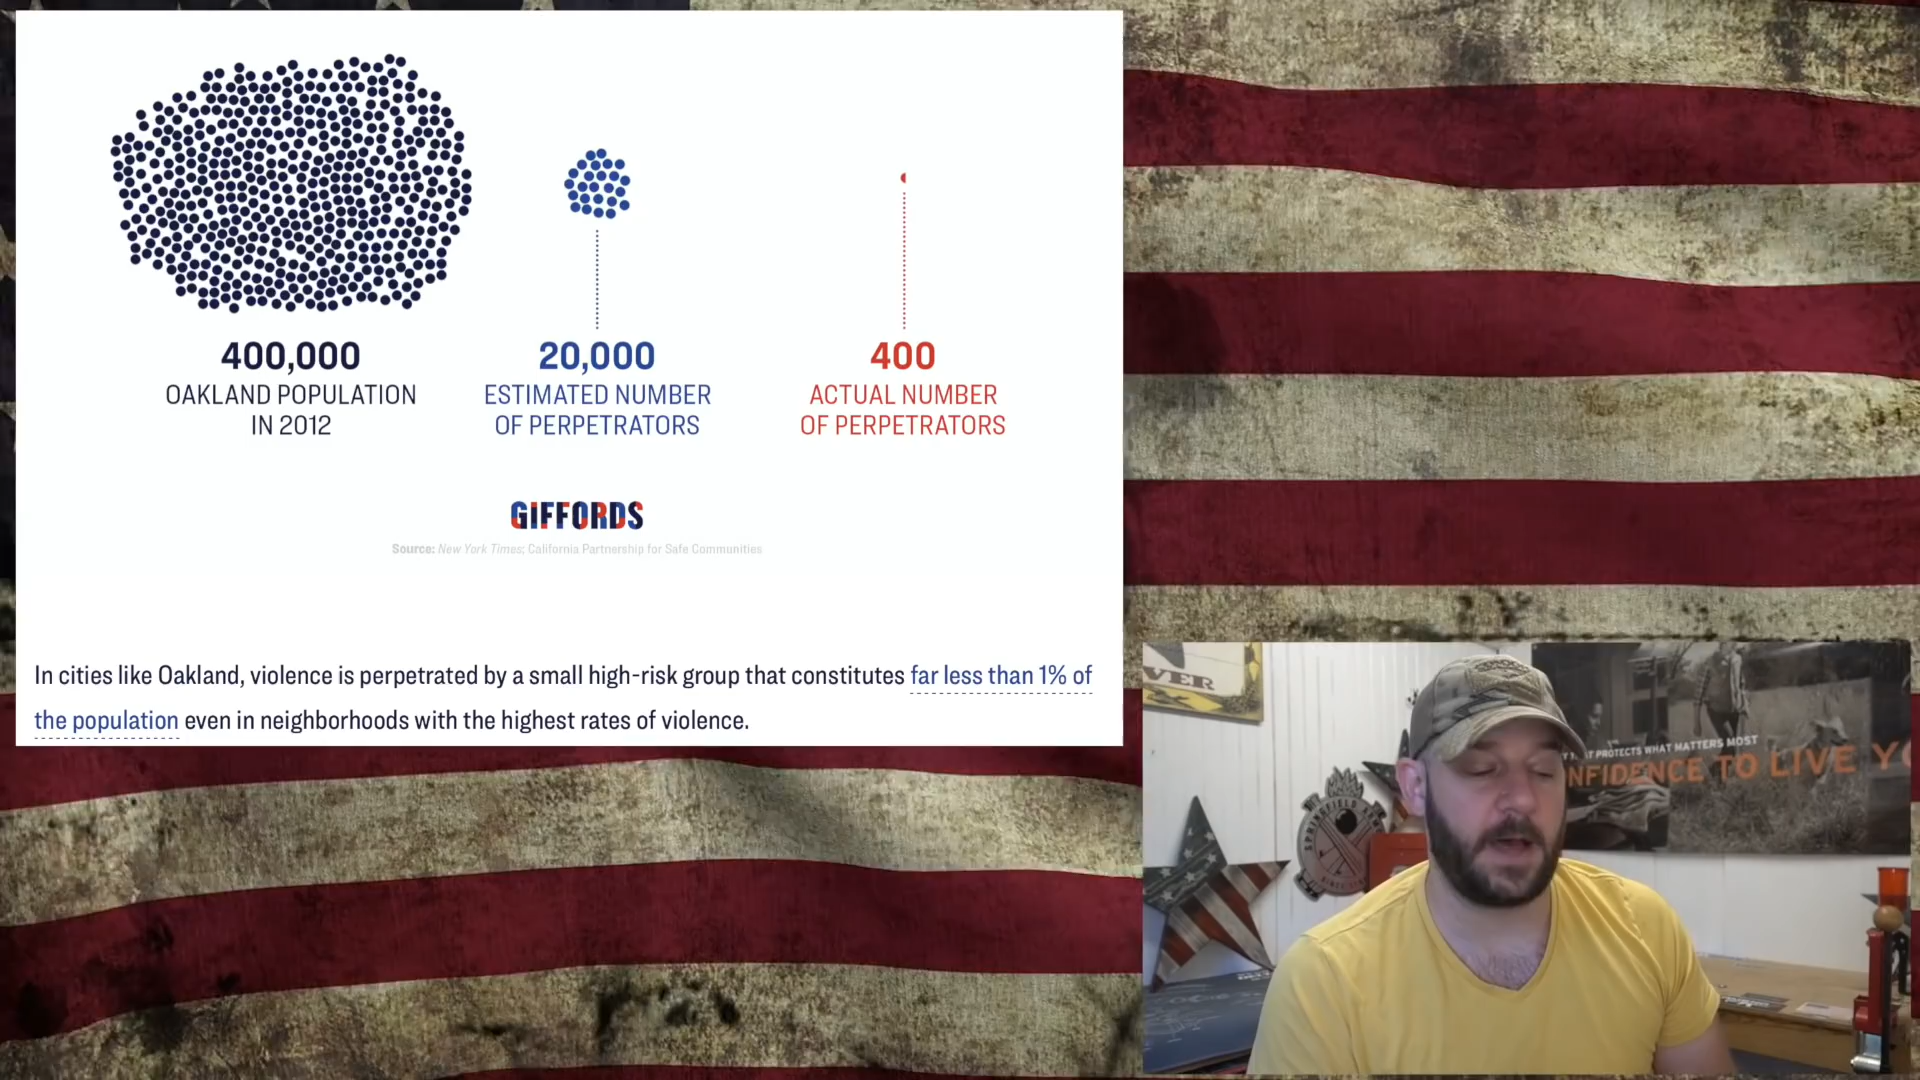 400,000
OAKLAND POPULATION
IN 2012
20,000
ESTIMATED NUMBER
OF PERPETRATORS
400
ACTUAL NUMBER
OF PERPETRATORS
GIFFORDS
Source: New York Times; California Partnership for Safe Communities
In cities like Oakland, violence is perpetrated by a small high-risk group that constitutes far less than 1% of
the population even in neighborhoods with the highest rates of violence.
VER
PROTECTS WHAT MATTERS MOST
NFIDENCE TO LIVE Y
SPRINGFIELD